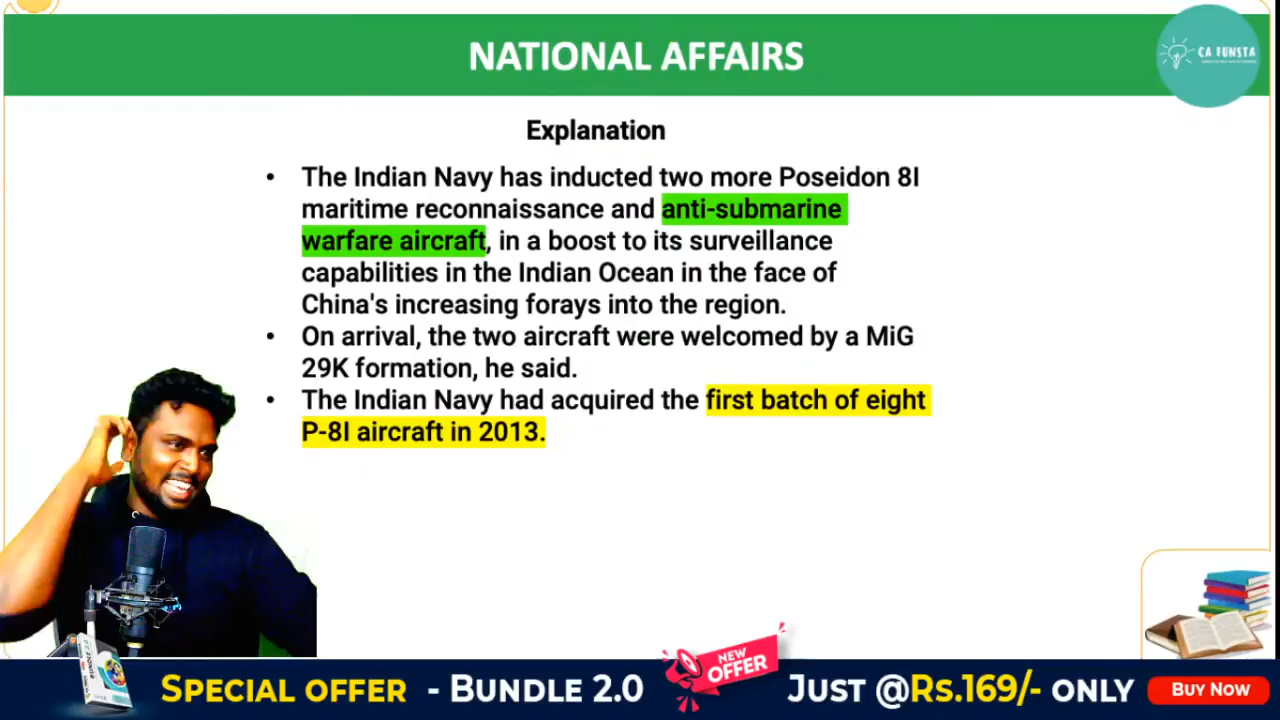 NATIONAL AFFAIRS
CA FUNSTA
Explanation
• The Indian Navy has inducted two more Poseidon 8I
maritime reconnaissance and anti-submarine
warfare aircraft, in a boost to its surveillance
capabilities in the Indian Ocean in the face of
China's increasing forays into the region.
• On arrival, the two aircraft were welcomed by a MiG
29K formation, he said.
• The Indian Navy had acquired the first batch of eight
P-8I aircraft in 2013.
SPECIAL OFFER - BUNDLE 2.0
NEW
OFFER
JUST @Rs.169/- ONLY
Buy Now